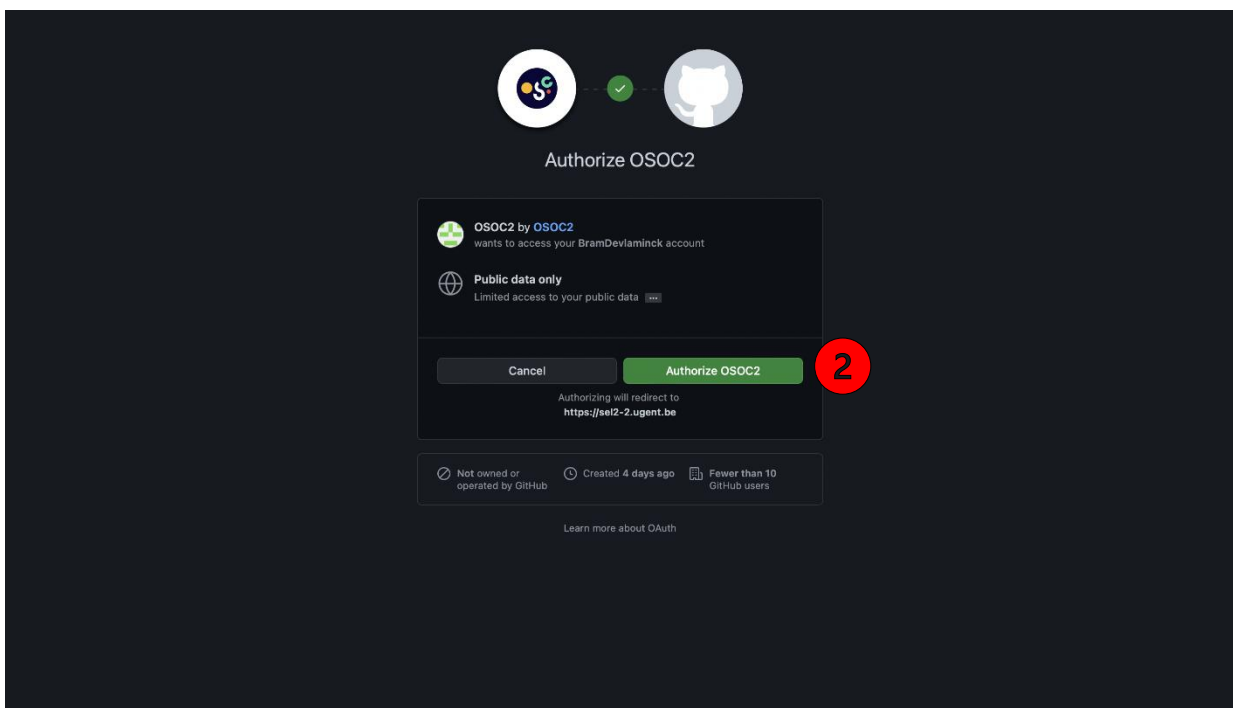 OSC
Authorize OSOC2
OSOC2 by OSOC2
wants to access your BramDevlaminck account
Public data only
Limited access to your public data ...
Cancel
Authorize OSOC2
2
Authorizing will redirect to
https://sel2-2.ugent.be
Not owned or
operated by GitHub
Created 4 days ago
Fewer than 10
GitHub users
Learn more about OAuth